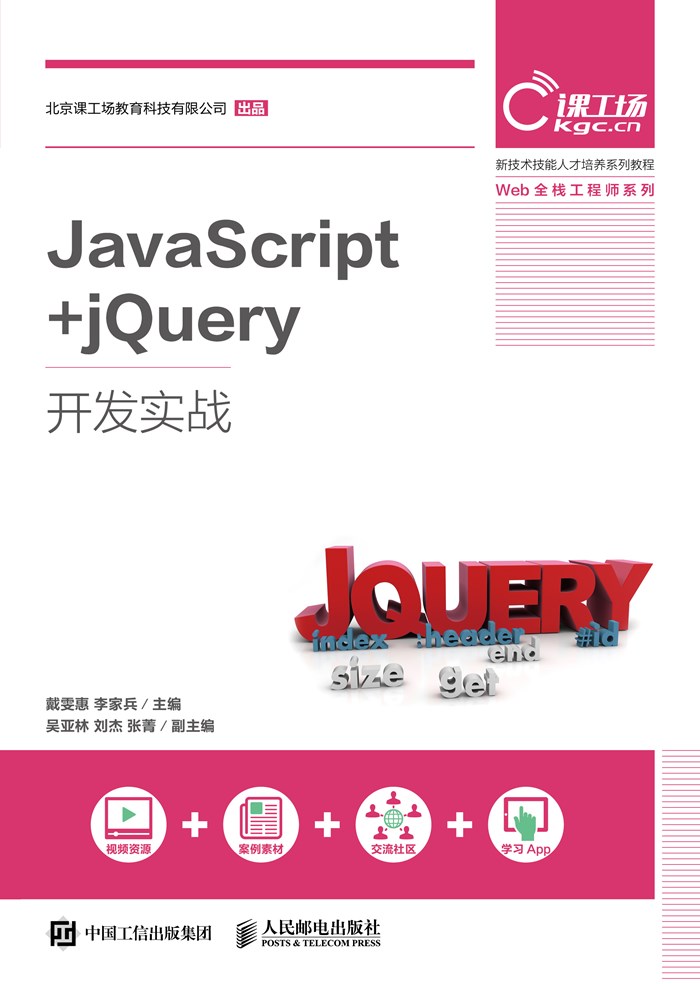 北京课工场教育科技有限公司 出品
课工场
kgc.cn
新技术技能人才培养系列教程
Web 全栈工程师系列
JavaScript
+jQuery
开发实战
JQUERY
index :header end #id
size get
戴雯惠 李家兵 / 主编
吴亚林 刘杰 张菁 / 副主编
视频资源 + 案例素材 + 交流社区 + 学习 App
中国工信出版集团 人民邮电出版社
POSTS & TELECOM PRESS